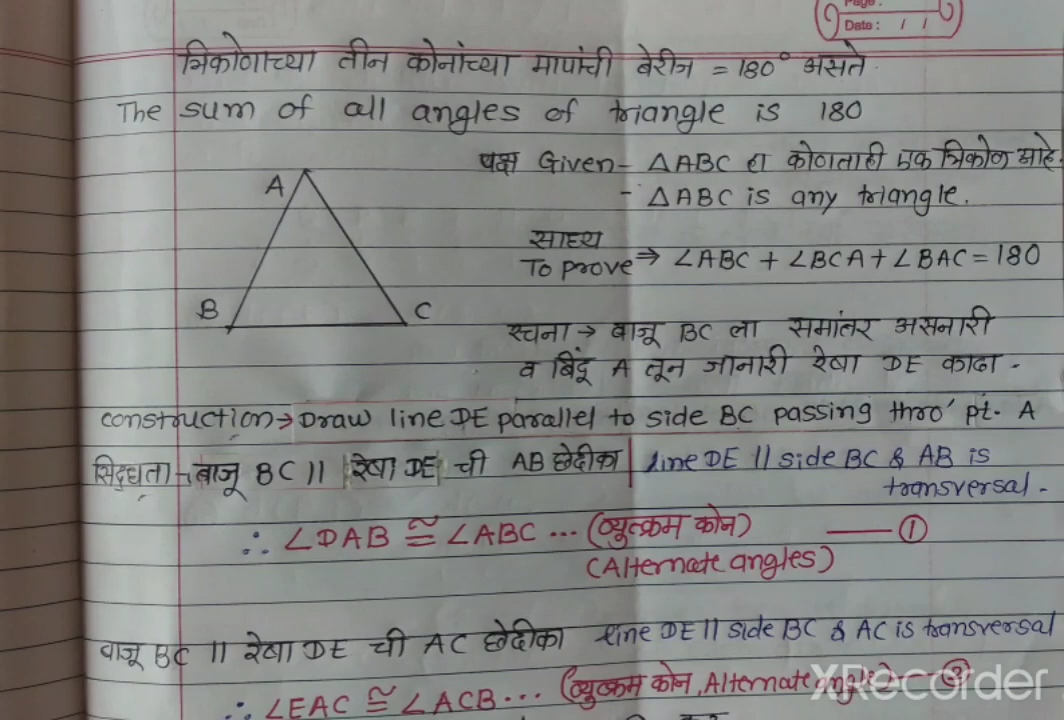 Page :
Date : / /
त्रिकोणाच्या तीन कोनांच्या मापांची बेरीज = 180° असते.
The sum of all angles of triangle is 180
पक्ष Given - △ABC हा कोणताही एक त्रिकोण आहे.
- △ABC is any triangle.
A
साध्य
To prove ⇒ ∠ABC + ∠BCA + ∠BAC = 180
B
C
रचना → बाजू BC ला समांतर असनारी
व बिंदू A तून जानारी रेषा DE काढा .
construction → Draw line DE parallel to side BC passing thro' pt. A
सिद्धता - बाजू BC || रेषा DE ची AB छेदीका | line DE || side BC & AB is
transversal .
∴ ∠DAB ≅ ∠ABC ... (व्युत्क्रम कोन) —— ①
(Alternate angles)
बाजू BC || रेषा DE ची AC छेदीका line DE || side BC & AC is transversal
∴ ∠EAC ≅ ∠ACB ... (व्युत्क्रम कोन, Alternate angle) - ②
XRecorder